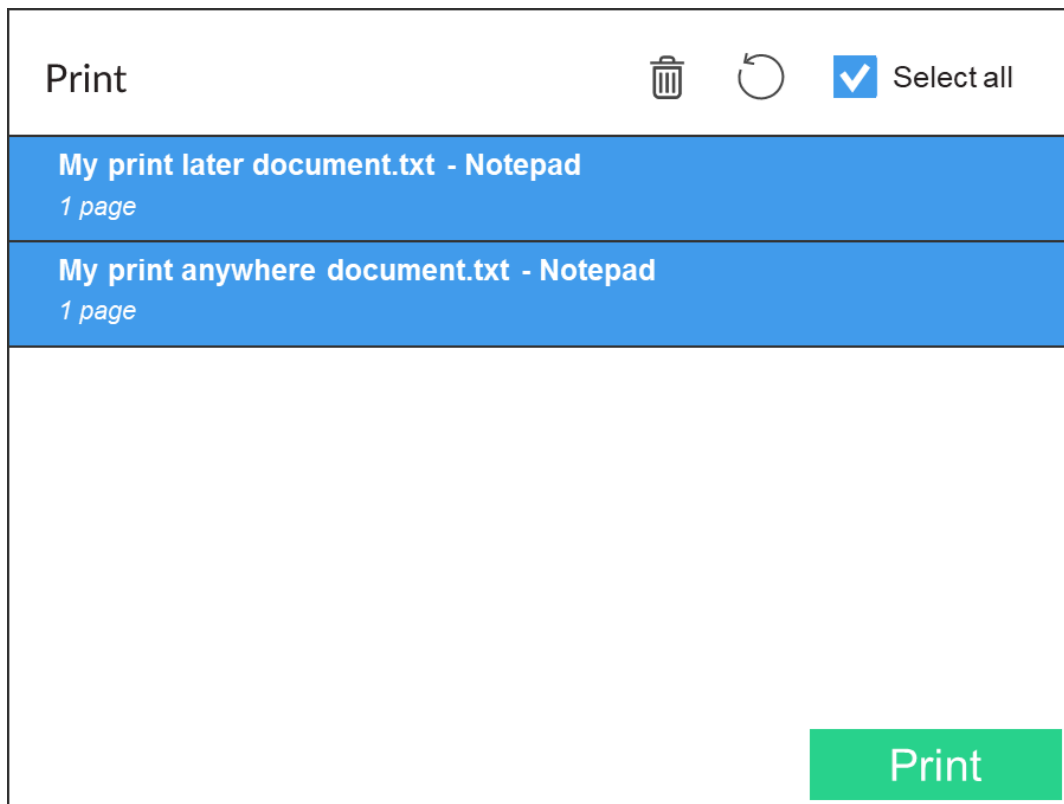 Print
Select all
My print later document.txt - Notepad
1 page
My print anywhere document.txt - Notepad
1 page
Print